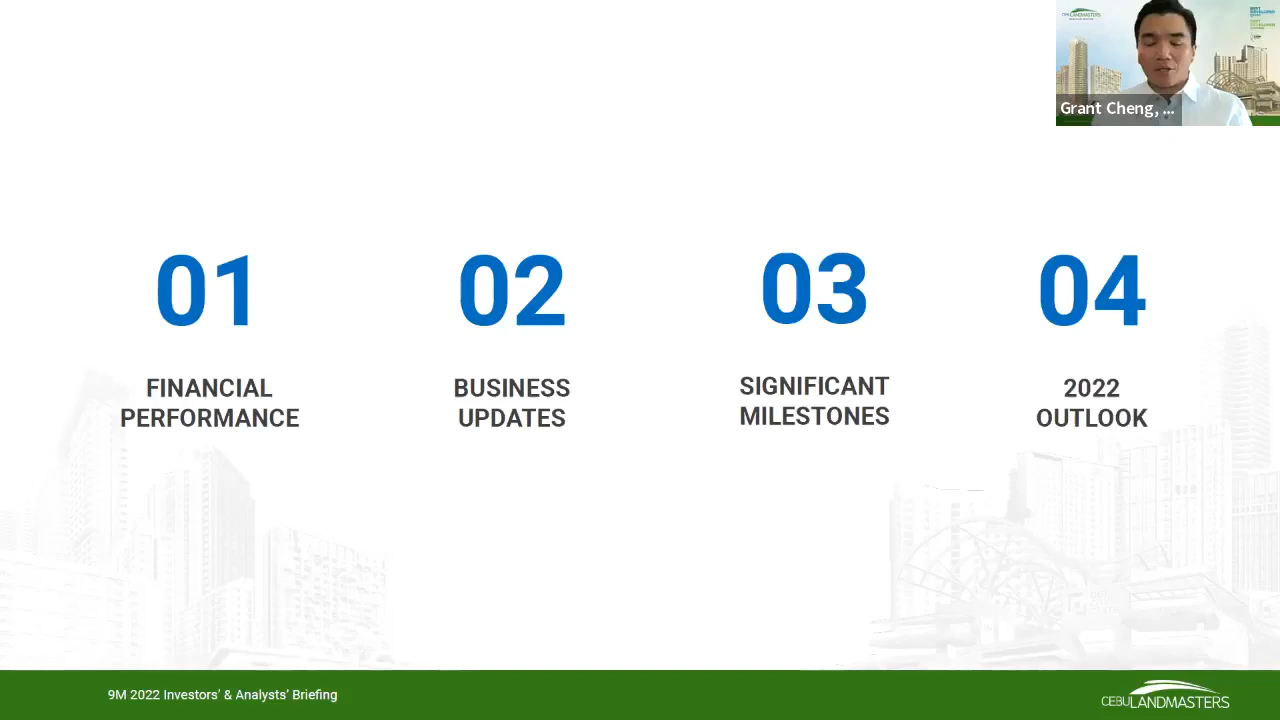 LANDMASTERS
Grant Cheng, ...
01
FINANCIAL
PERFORMANCE
02
BUSINESS
UPDATES
03
SIGNIFICANT
MILESTONES
04
2022
OUTLOOK
9M 2022 Investors' & Analysts' Briefing
CEBULANDMASTERS